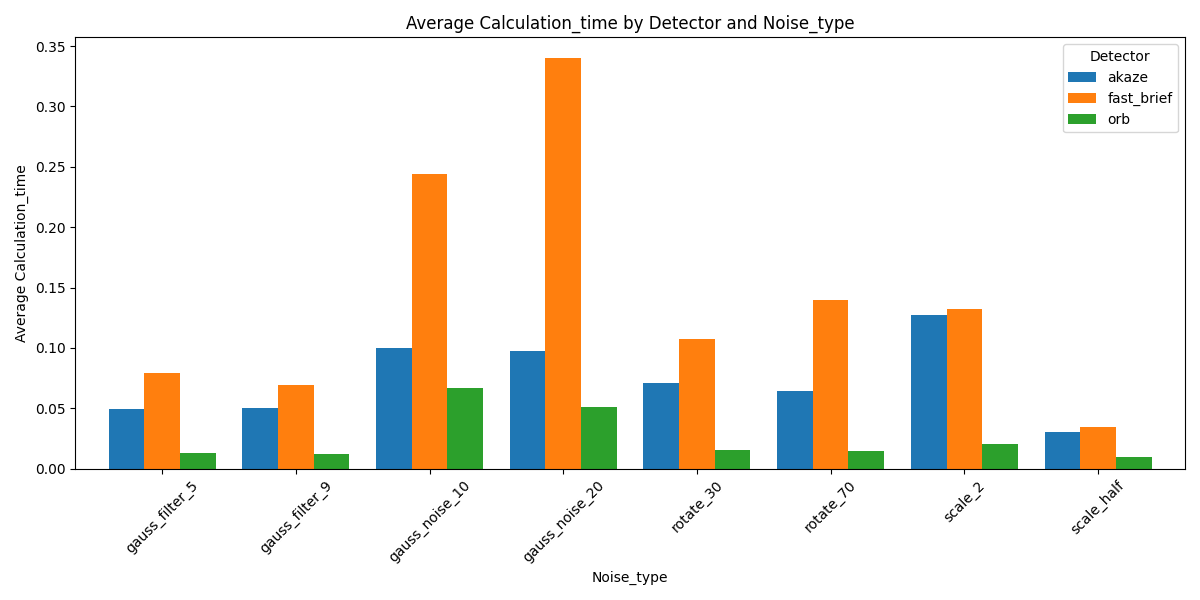 Average Calculation_time by Detector and Noise_type
Detector
akaze
fast_brief
orb
Average Calculation_time
0.35
0.30
0.25
0.20
0.15
0.10
0.05
0.00
gauss_filter_5
gauss_filter_9
gauss_noise_10
gauss_noise_20
rotate_30
rotate_70
scale_2
scale_half
Noise_type